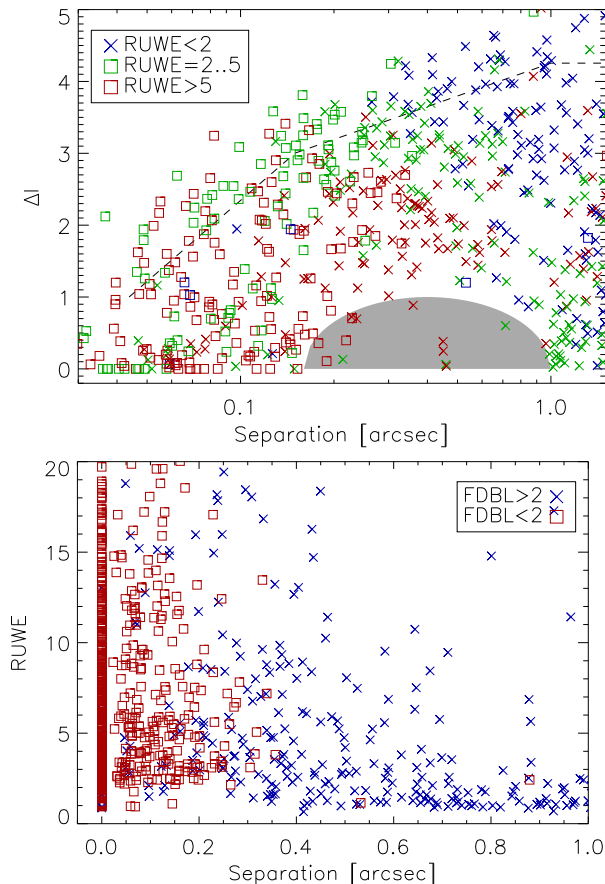 5
4
3
2
1
0
ΔI
RUWE<2
RUWE=2..5
RUWE>5
0.1
1.0
Separation [arcsec]
20
15
10
5
0
RUWE
FDBL>2
FDBL<2
0.0
0.2
0.4
0.6
0.8
1.0
Separation [arcsec]